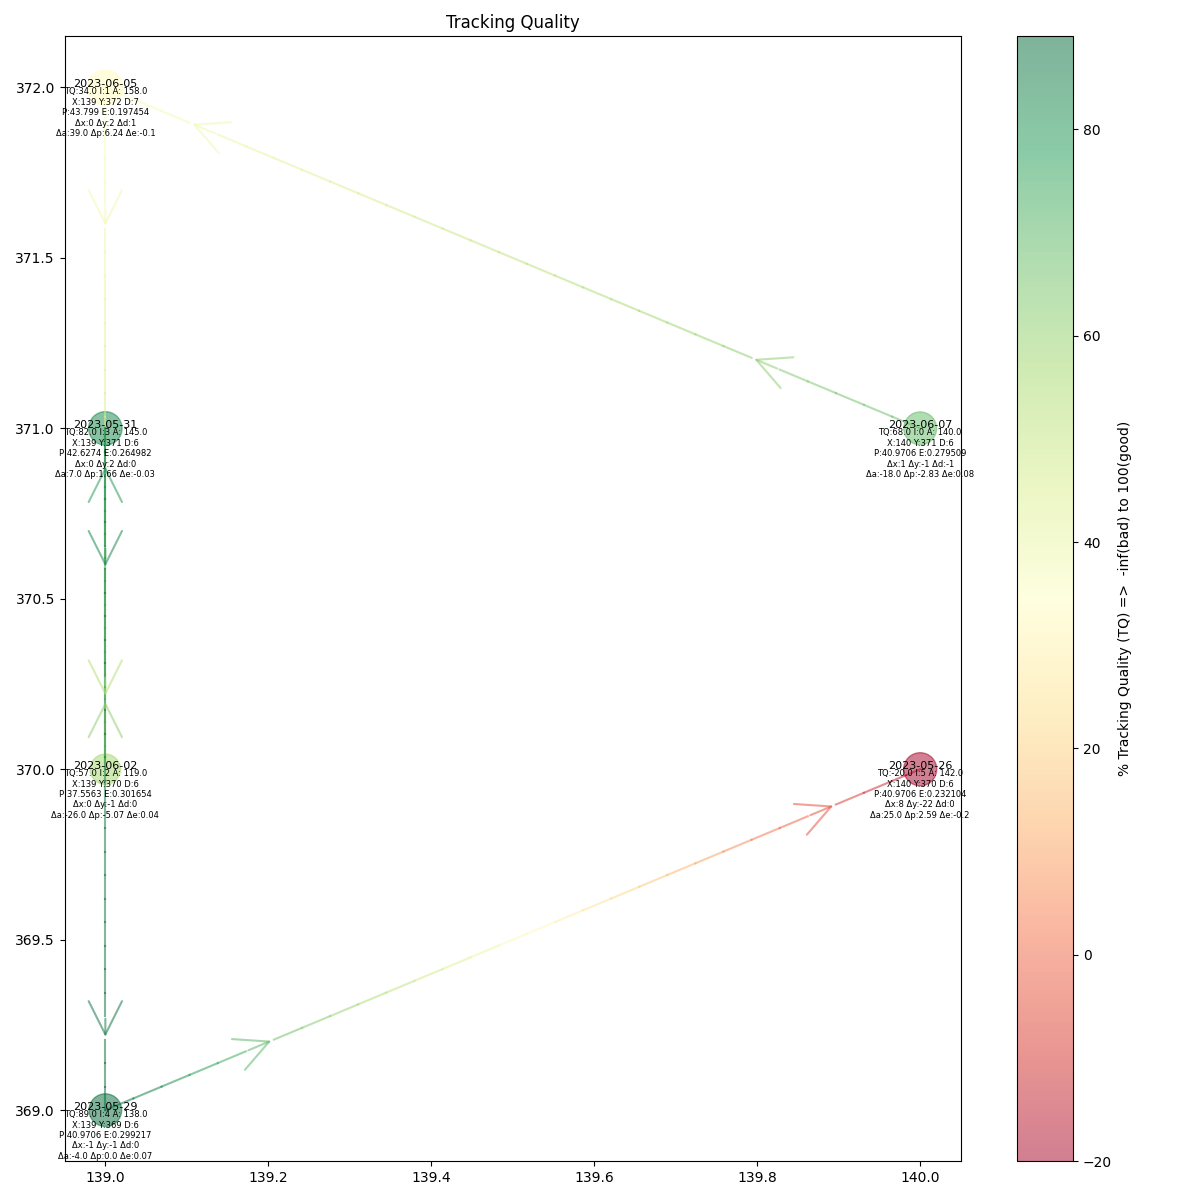 Tracking Quality
372.0
371.5
371.0
370.5
370.0
369.5
369.0
139.0
139.2
139.4
139.6
139.8
140.0
2023-06-05
TQ:34.0 I:1 A: 158.0
X:139 Y:372 D:7
P:43.799 E:0.197454
Δx:0 Δy:2 Δd:1
Δa:39.0 Δp:6.24 Δe:-0.1
2023-05-31
TQ:82.0 I:3 A: 145.0
X:139 Y:371 D:6
P:42.6274 E:0.264982
Δx:0 Δy:2 Δd:0
Δa:7.0 Δp:1.66 Δe:-0.03
2023-06-07
TQ:68.0 I:0 A: 140.0
X:140 Y:371 D:6
P:40.9706 E:0.279509
Δx:1 Δy:-1 Δd:-1
Δa:-18.0 Δp:-2.83 Δe:0.08
2023-06-02
TQ:57.0 I:2 A: 119.0
X:139 Y:370 D:6
P:37.5563 E:0.301654
Δx:0 Δy:-1 Δd:0
Δa:-26.0 Δp:-5.07 Δe:0.04
2023-05-26
TQ:-20.0 I:5 A: 142.0
X:140 Y:370 D:6
P:40.9706 E:0.232104
Δx:8 Δy:-22 Δd:0
Δa:25.0 Δp:2.59 Δe:-0.2
2023-05-29
TQ:89.0 I:4 A: 138.0
X:139 Y:369 D:6
P:40.9706 E:0.299217
Δx:-1 Δy:-1 Δd:0
Δa:-4.0 Δp:0.0 Δe:0.07
80
60
40
20
0
−20
% Tracking Quality (TQ) => -inf(bad) to 100(good)